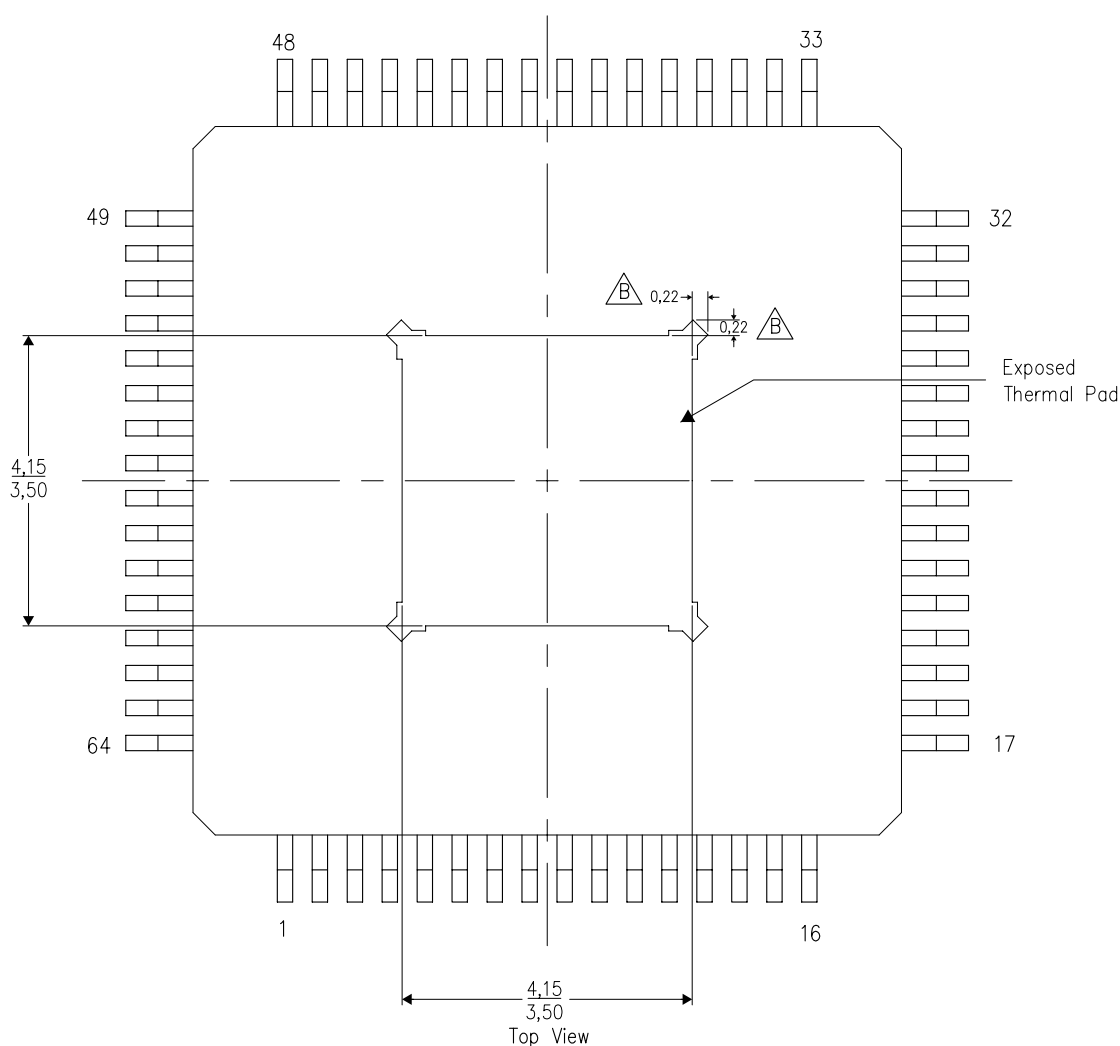 48
33
49
32
B
0,22
0,22
B
Exposed
Thermal Pad
4,15
3,50
64
17
1
16
4,15
3,50
Top View